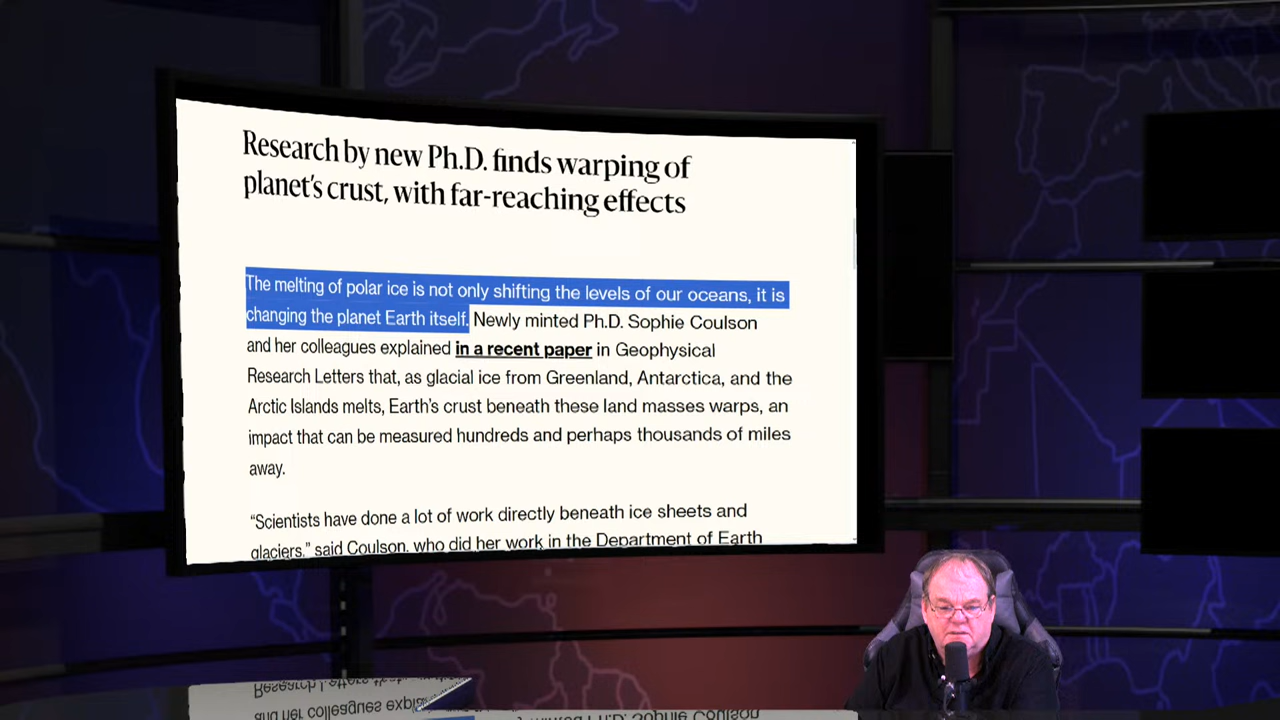 Research by new Ph.D. finds warping of
planet's crust, with far-reaching effects
The melting of polar ice is not only shifting the levels of our oceans, it is
changing the planet Earth itself. Newly minted Ph.D. Sophie Coulson
and her colleagues explained in a recent paper in Geophysical
Research Letters that, as glacial ice from Greenland, Antarctica, and the
Arctic Islands melts, Earth's crust beneath these land masses warps, an
impact that can be measured hundreds and perhaps thousands of miles
away.
“Scientists have done a lot of work directly beneath ice sheets and
glaciers,” said Coulson, who did her work in the Department of Earth